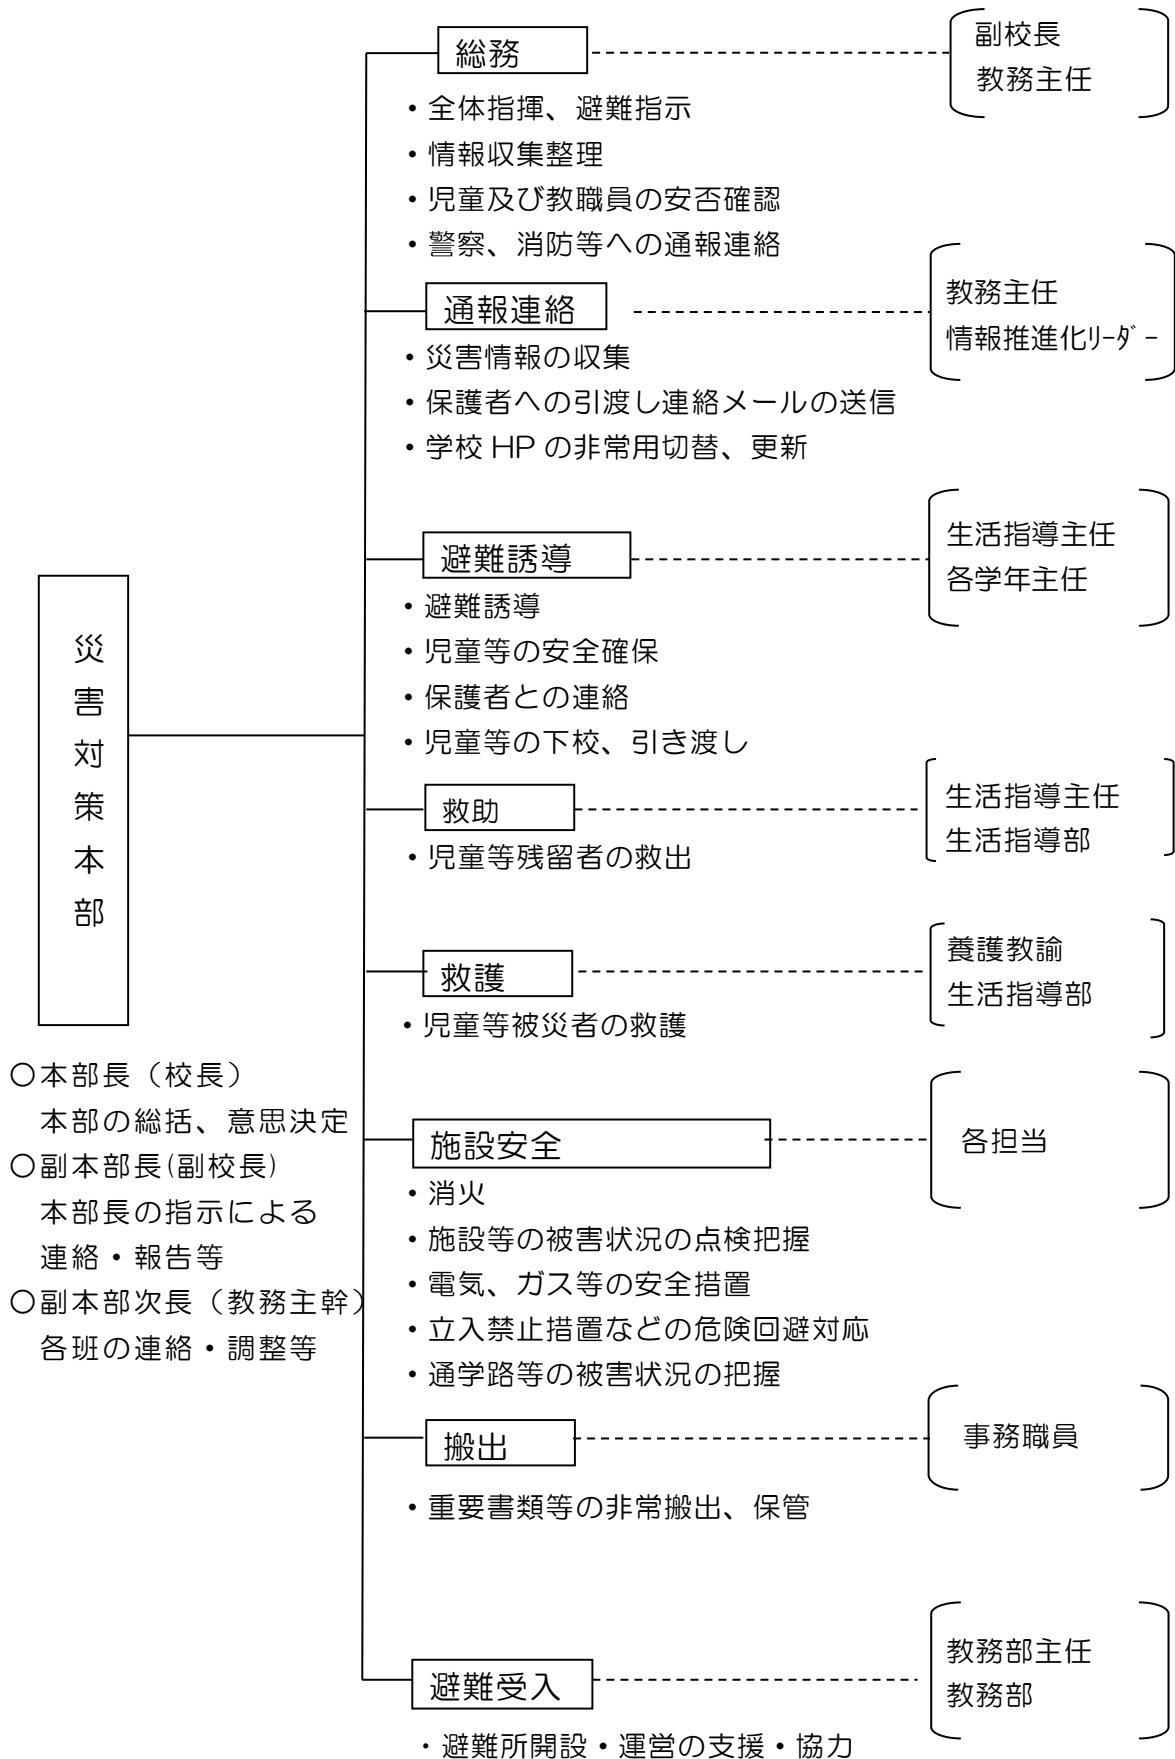 総務
副校長
教務主任
・全体指揮、避難指示
・情報収集整理
・児童及び教職員の安否確認
・警察、消防等への通報連絡
通報連絡
教務主任
情報推進化ﾘｰﾀﾞｰ
・災害情報の収集
・保護者への引渡し連絡メールの送信
・学校 HP の非常用切替、更新
避難誘導
生活指導主任
各学年主任
・避難誘導
・児童等の安全確保
・保護者との連絡
・児童等の下校、引き渡し
災害対策本部
救助
生活指導主任
生活指導部
・児童等残留者の救出
救護
養護教諭
生活指導部
・児童等被災者の救護
〇本部長（校長）
本部の総括、意思決定
〇副本部長(副校長)
本部長の指示による
連絡・報告等
〇副本部次長（教務主幹）
各班の連絡・調整等
施設安全
各担当
・消火
・施設等の被害状況の点検把握
・電気、ガス等の安全措置
・立入禁止措置などの危険回避対応
・通学路等の被害状況の把握
搬出
事務職員
・重要書類等の非常搬出、保管
避難受入
教務部主任
教務部
・避難所開設・運営の支援・協力